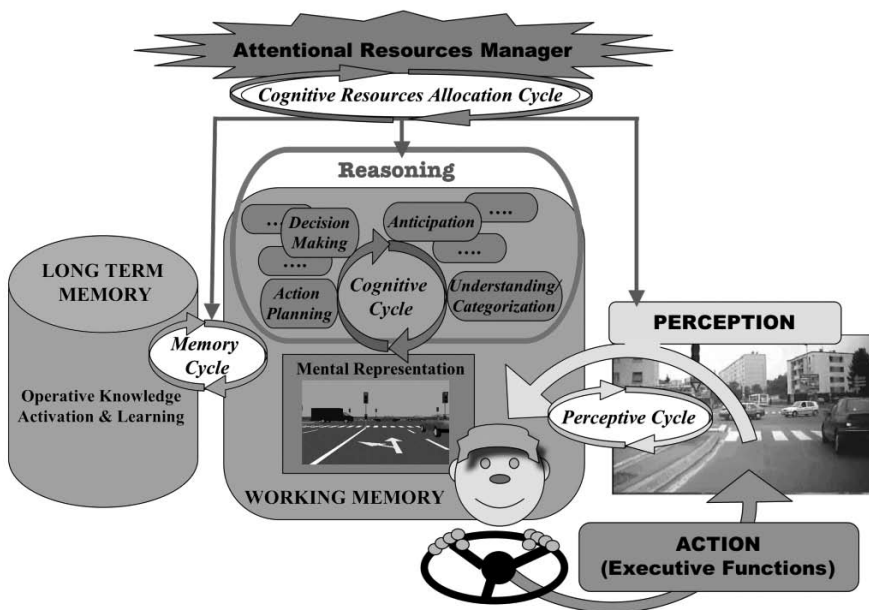 Attentional Resources Manager
Cognitive Resources Allocation Cycle
Reasoning
....
Decision
Making
Anticipation
....
....
....
Action
Planning
Cognitive
Cycle
Understanding/
Categorization
LONG TERM
MEMORY
Memory
Cycle
Operative Knowledge
Activation & Learning
Mental Representation
WORKING MEMORY
PERCEPTION
Perceptive Cycle
ACTION
(Executive Functions)